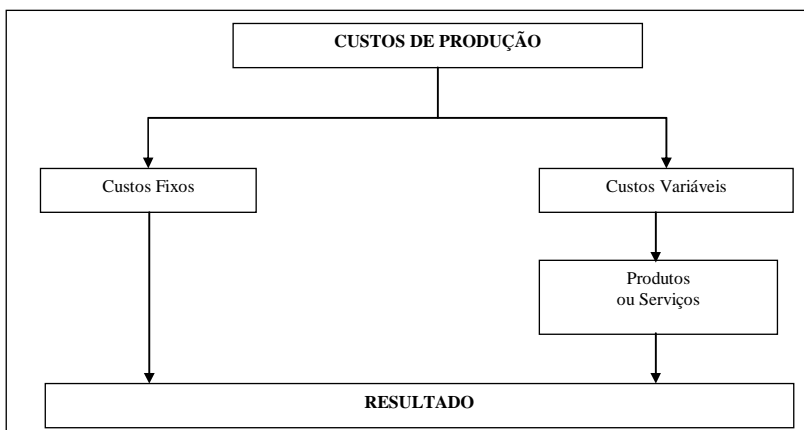 CUSTOS DE PRODUÇÃO
Custos Fixos
Custos Variáveis
Produtos
ou Serviços
RESULTADO